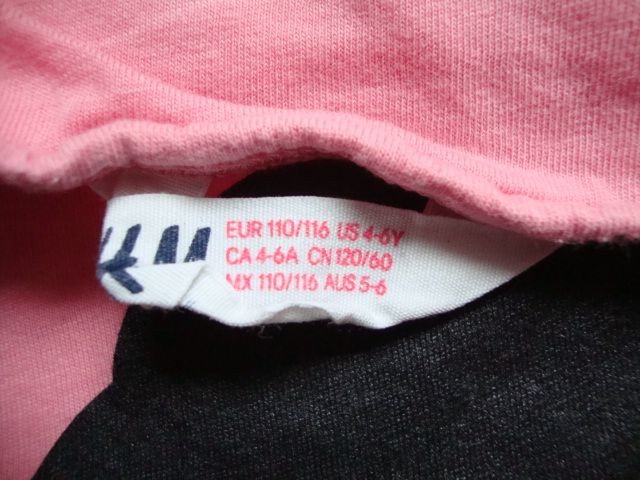 EUR 110/116 US 4-6Y
CA 4-6A CN 120/60
MX 110/116 AUS 5-6